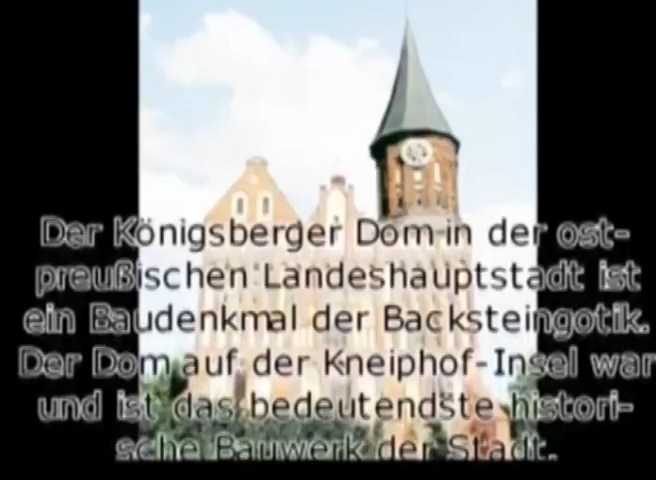 Der Königsberger Dom in der ost-
preußischen Landeshauptstadt ist
ein Baudenkmal der Backsteingotik.
Der Dom auf der Kneiphof-Insel war
und ist das bedeutendste histori-
sche Bauwerk der Stadt.